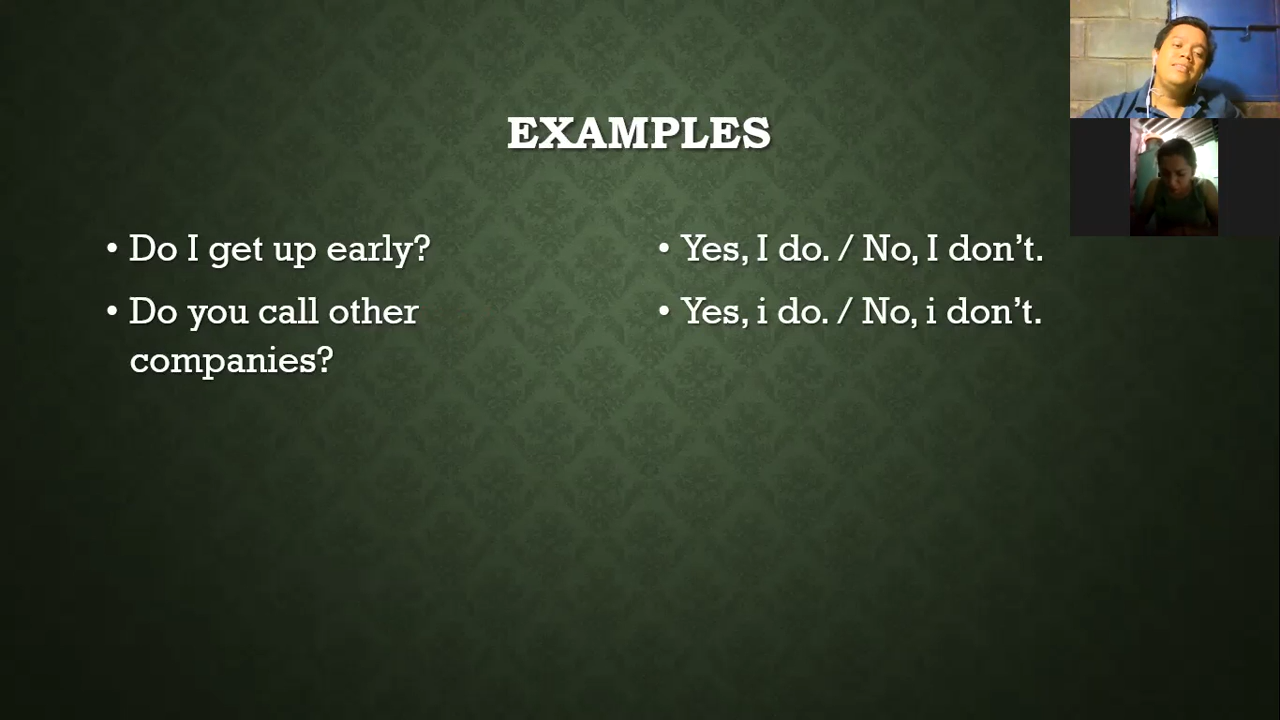 EXAMPLES
• Do I get up early?
• Do you call other
companies?
• Yes, I do. / No, I don't.
• Yes, i do. / No, i don't.